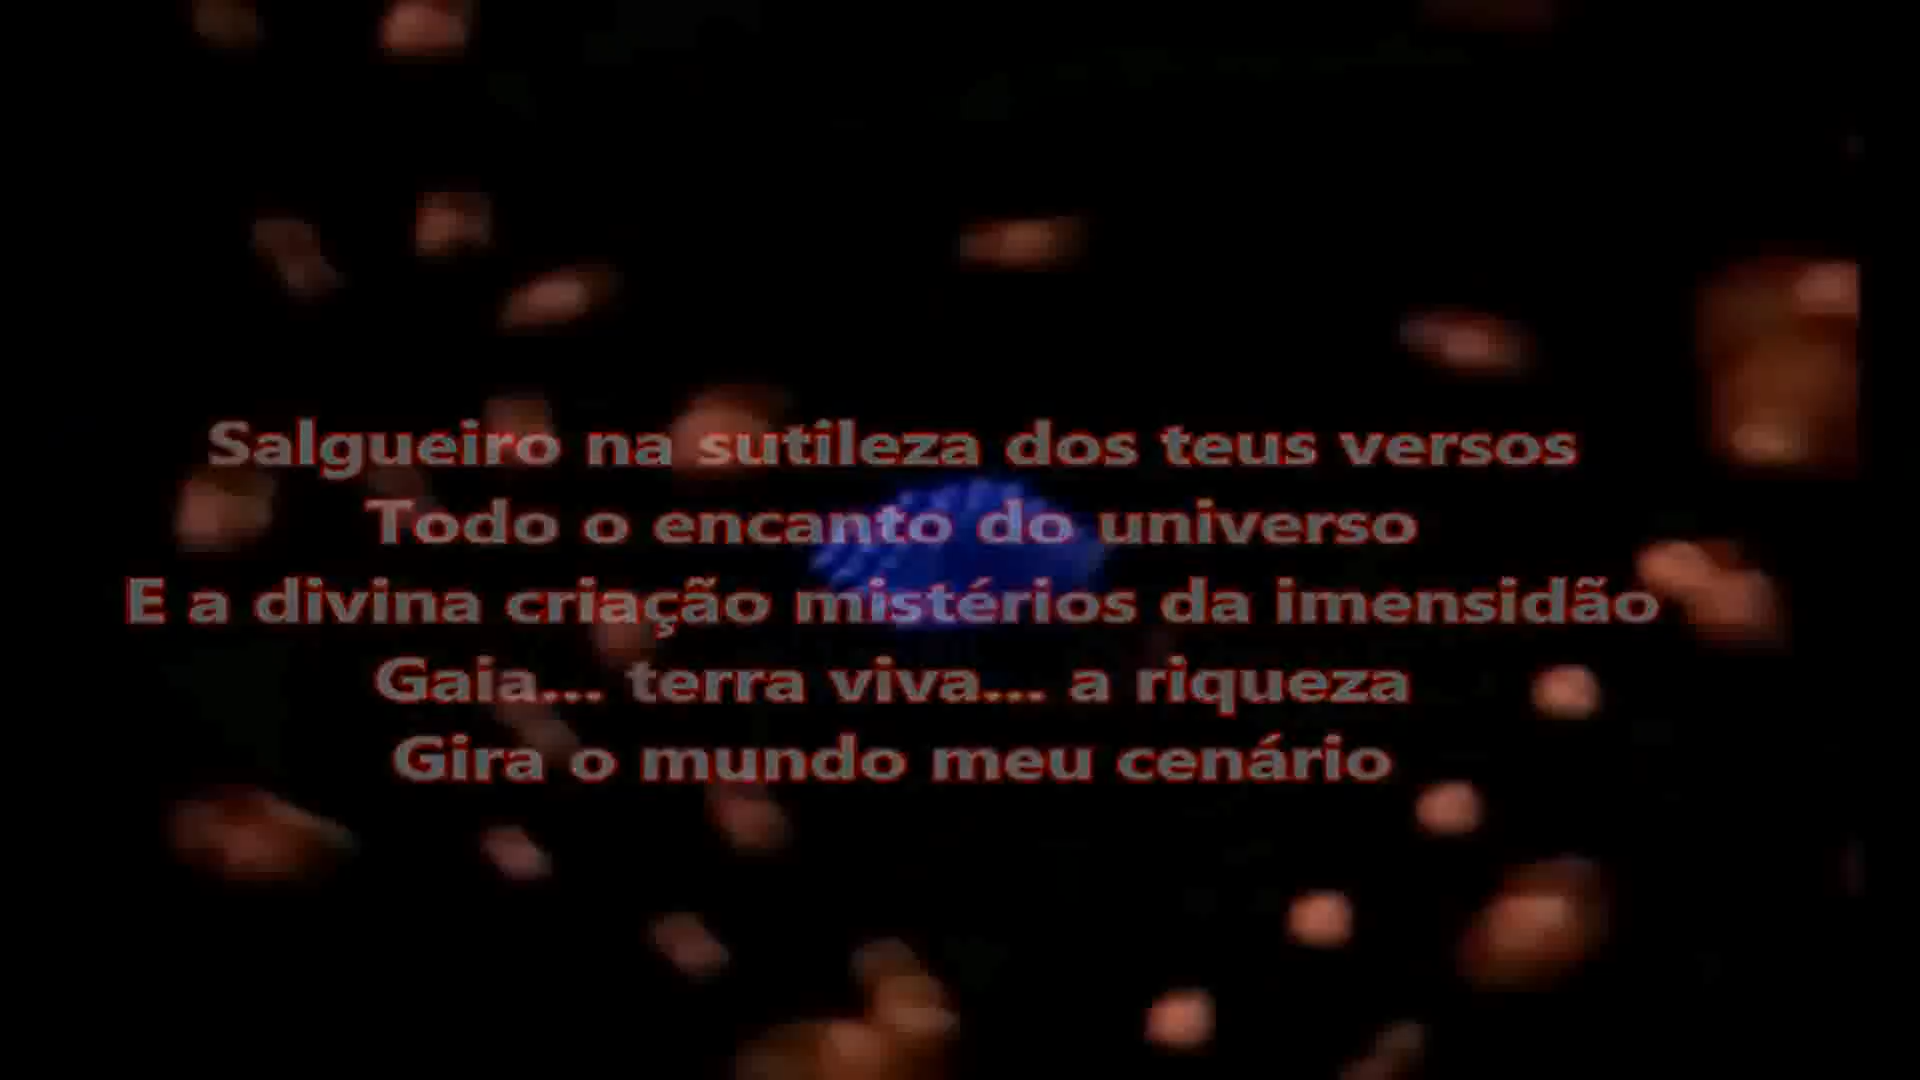 Salgueiro na sutileza dos teus versos
Todo o encanto do universo
E a divina criação mistérios da imensidão
Gaia... terra viva... a riqueza
Gira o mundo meu cenário